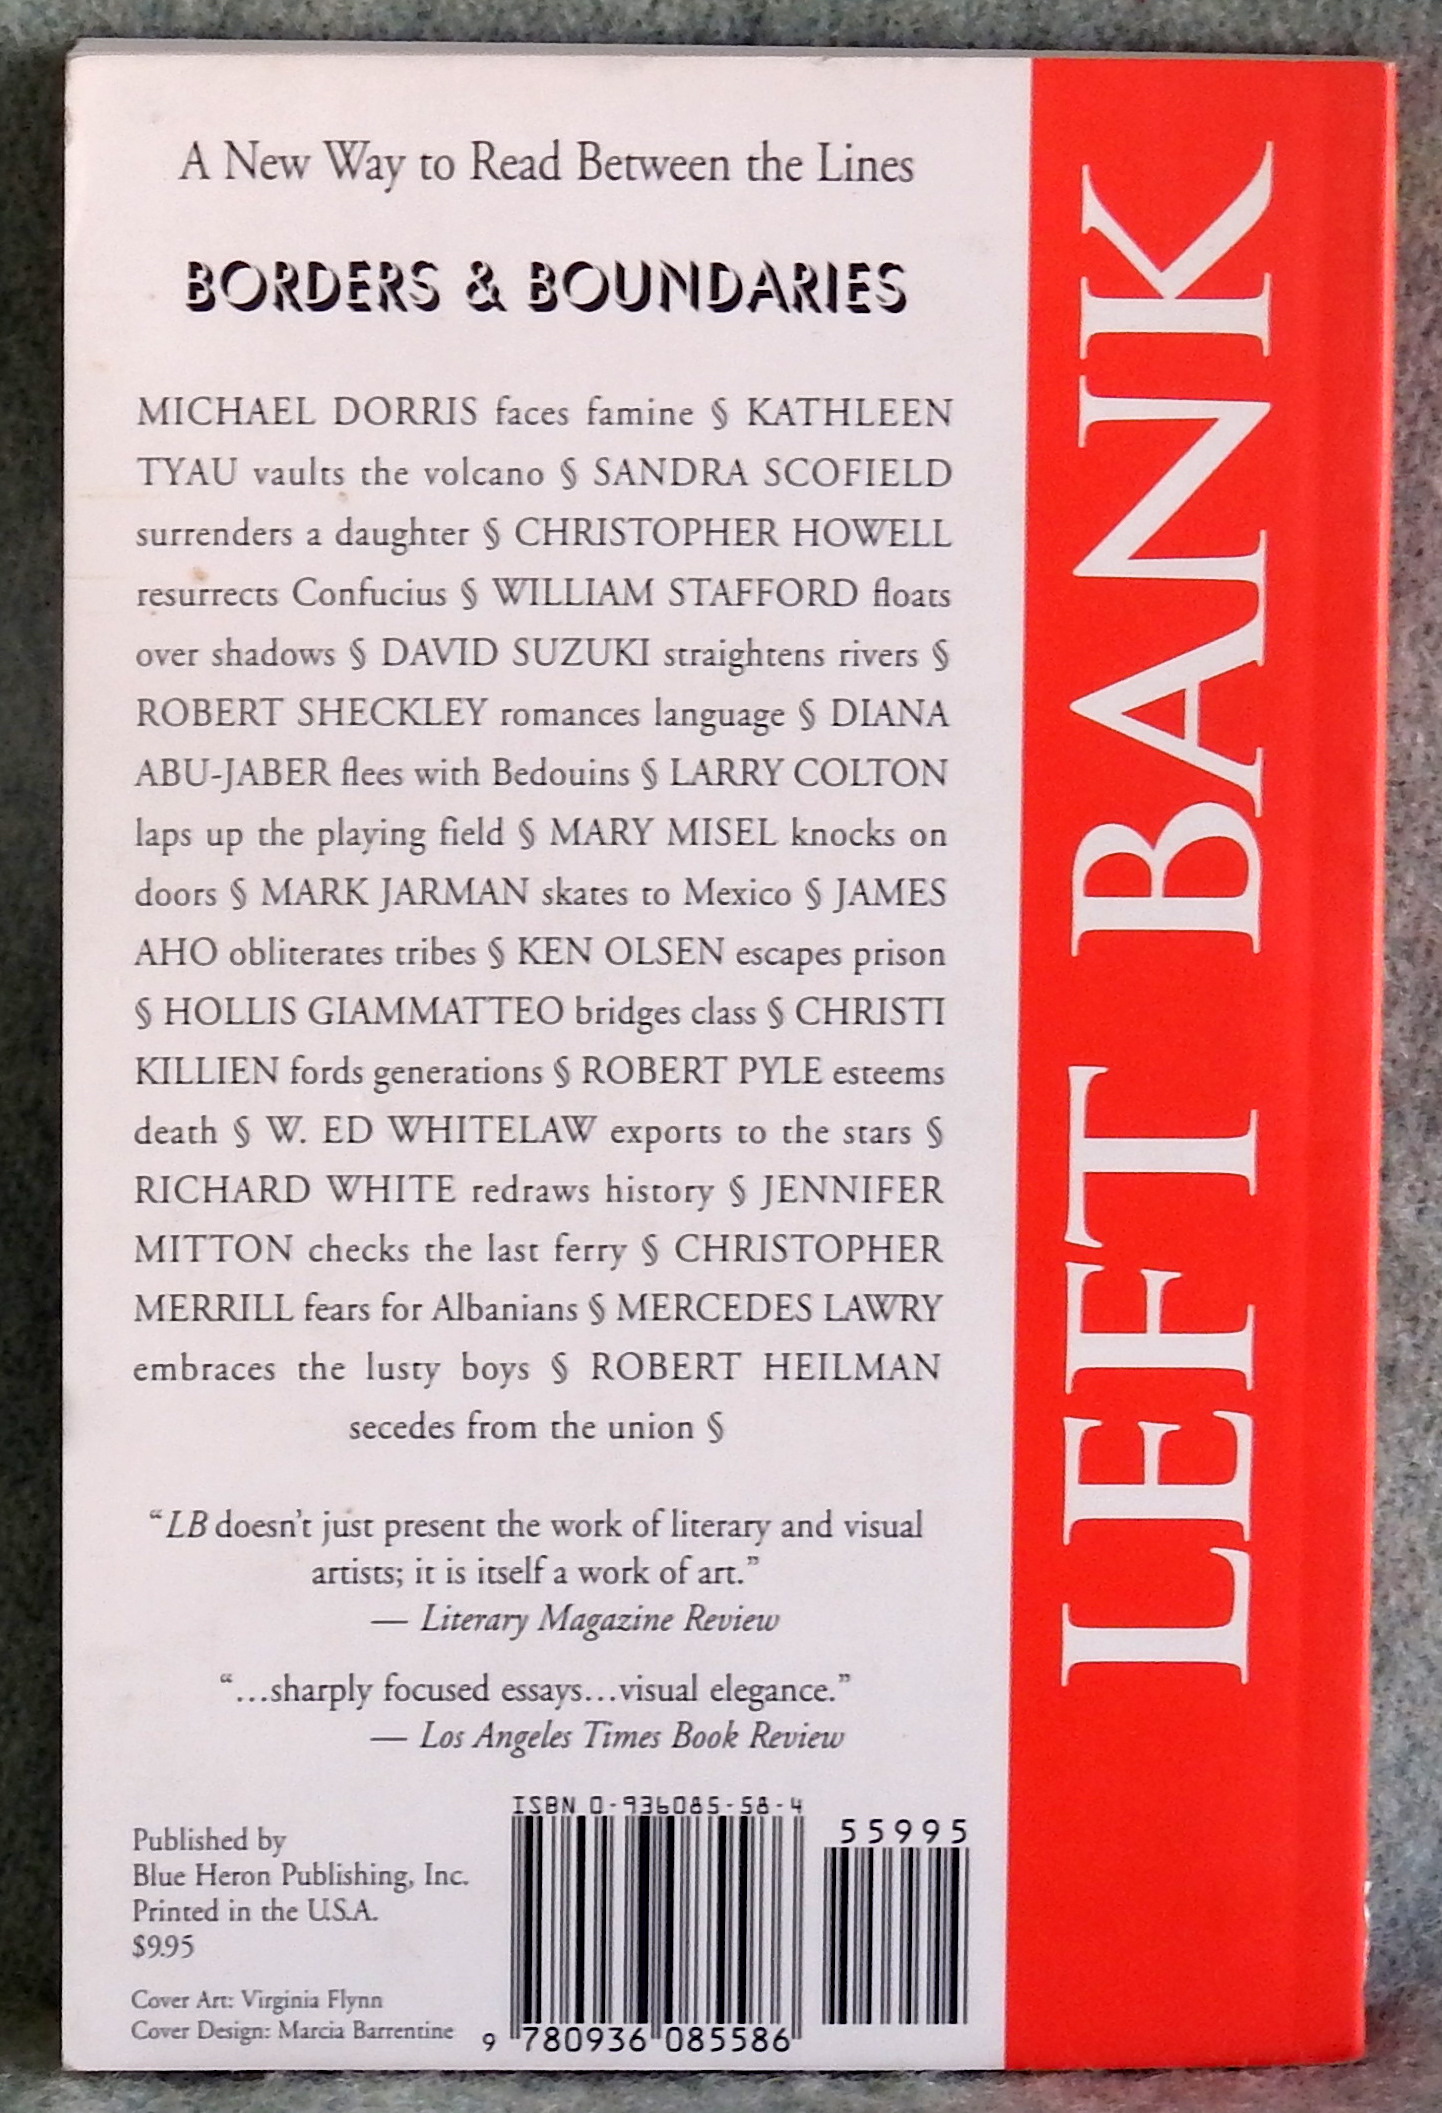 A New Way to Read Between the Lines
BORDERS & BOUNDARIES
MICHAEL DORRIS faces famine § KATHLEEN
TYAU vaults the volcano § SANDRA SCOFIELD
surrenders a daughter § CHRISTOPHER HOWELL
resurrects Confucius § WILLIAM STAFFORD floats
over shadows § DAVID SUZUKI straightens rivers §
ROBERT SHECKLEY romances language § DIANA
ABU-JABER flees with Bedouins § LARRY COLTON
laps up the playing field § MARY MISEL knocks on
doors § MARK JARMAN skates to Mexico § JAMES
AHO obliterates tribes § KEN OLSEN escapes prison
§ HOLLIS GIAMMATTEO bridges class § CHRISTI
KILLIEN fords generations § ROBERT PYLE esteems
death § W. ED WHITELAW exports to the stars §
RICHARD WHITE redraws history § JENNIFER
MITTON checks the last ferry § CHRISTOPHER
MERRILL fears for Albanians § MERCEDES LAWRY
embraces the lusty boys § ROBERT HEILMAN
secedes from the union §
“LB doesn’t just present the work of literary and visual
artists; it is itself a work of art.”
— Literary Magazine Review
“…sharply focused essays…visual elegance.”
— Los Angeles Times Book Review
Published by
Blue Heron Publishing, Inc.
Printed in the U.S.A.
$9.95
Cover Art: Virginia Flynn
Cover Design: Marcia Barrentine
ISBN 0-936085-58-4
55995
9 780936 085586
LEFT BANK